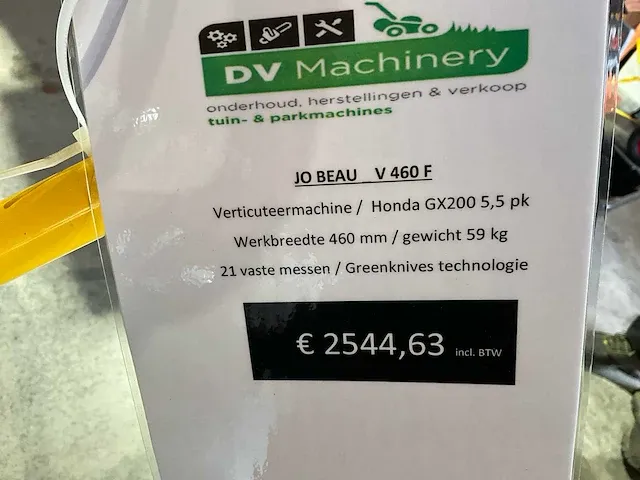 DV Machinery
onderhoud, herstellingen & verkoop
tuin- & parkmachines
JO BEAU V 460 F
Verticuteermachine / Honda GX200 5,5 pk
Werkbreedte 460 mm / gewicht 59 kg
21 vaste messen / Greenknives technologie
€ 2544,63 incl. BTW